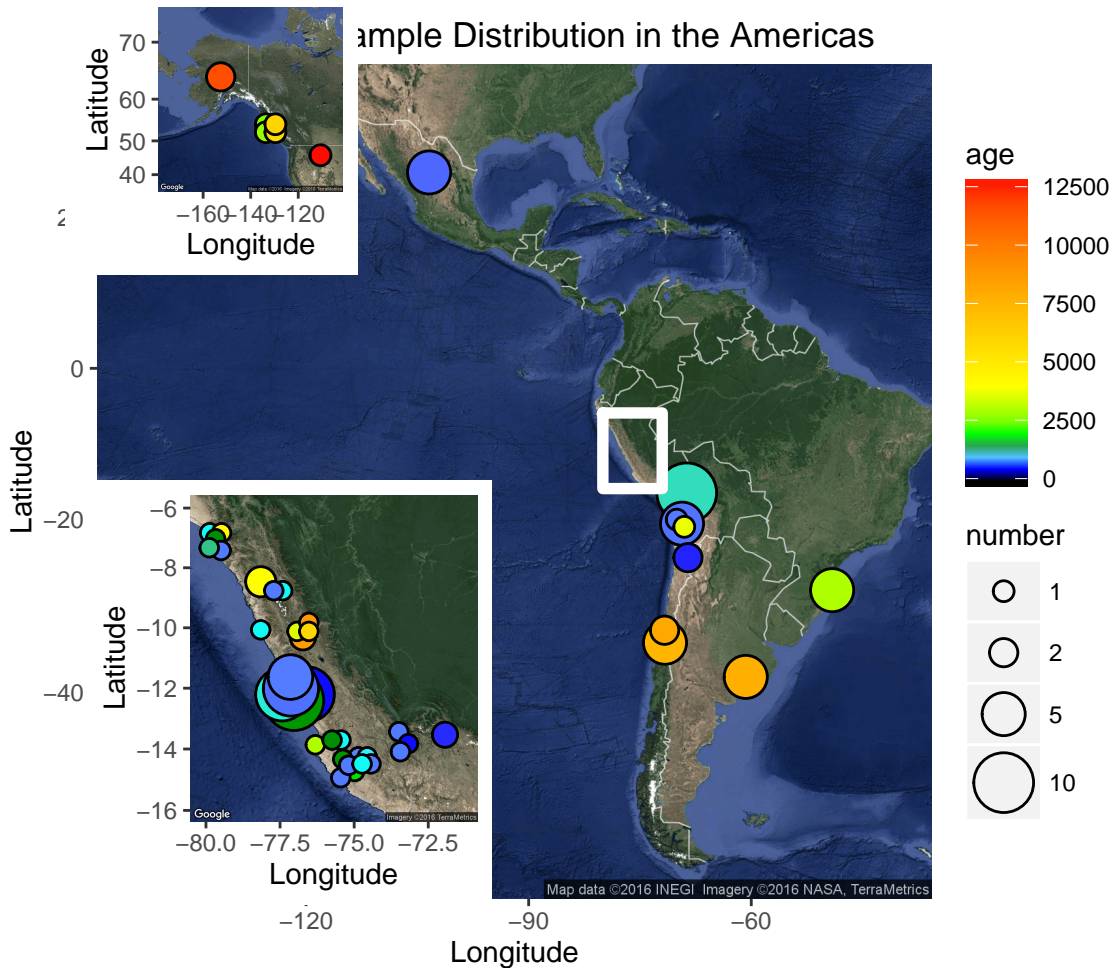 ample Distribution in the Americas
70
60
50
40
Latitude
−160
−140
−120
Longitude
Google
Map data ©2016 Imagery ©2016 TerraMetrics
0
−20
−40
Latitude
−6
−8
−10
−12
−14
−16
Latitude
−80.0
−77.5
−75.0
−72.5
Longitude
Google
Imagery ©2016 TerraMetrics
Map data ©2016 INEGI Imagery ©2016 NASA, TerraMetrics
−120
−90
−60
Longitude
age
12500
10000
7500
5000
2500
0
number
1
2
5
10